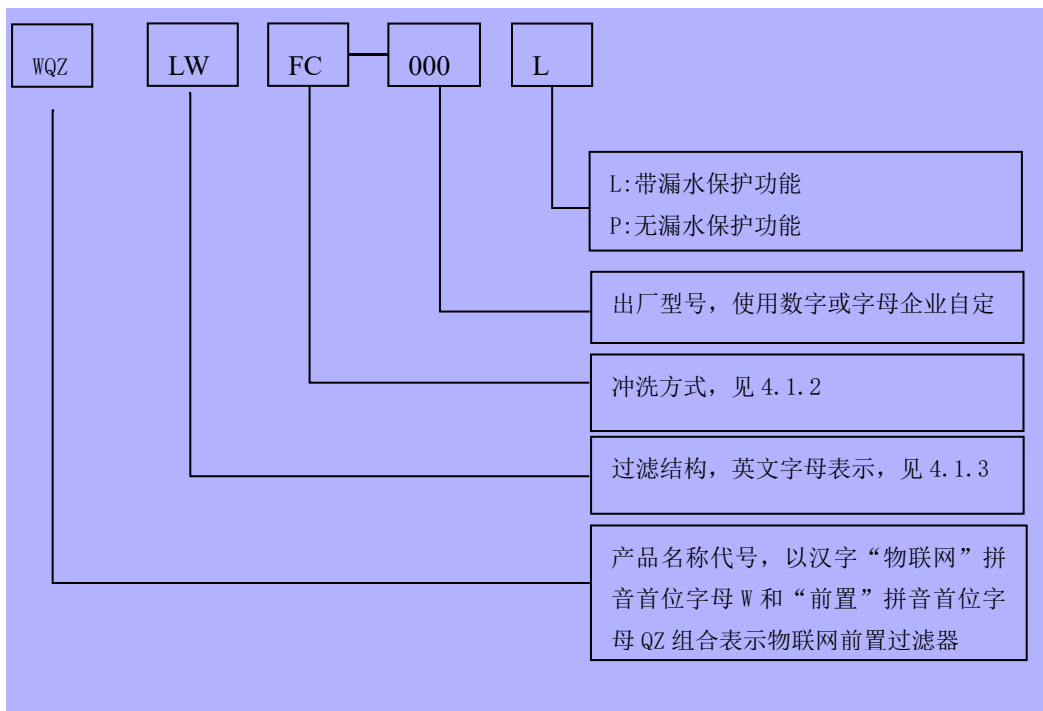 WQZ LW FC 000 L
L:带漏水保护功能
P:无漏水保护功能
出厂型号，使用数字或字母企业自定
冲洗方式，见 4.1.2
过滤结构，英文字母表示，见 4.1.3
产品名称代号，以汉字“物联网”拼
音首位字母 W 和“前置”拼音首位字
母 QZ 组合表示物联网前置过滤器